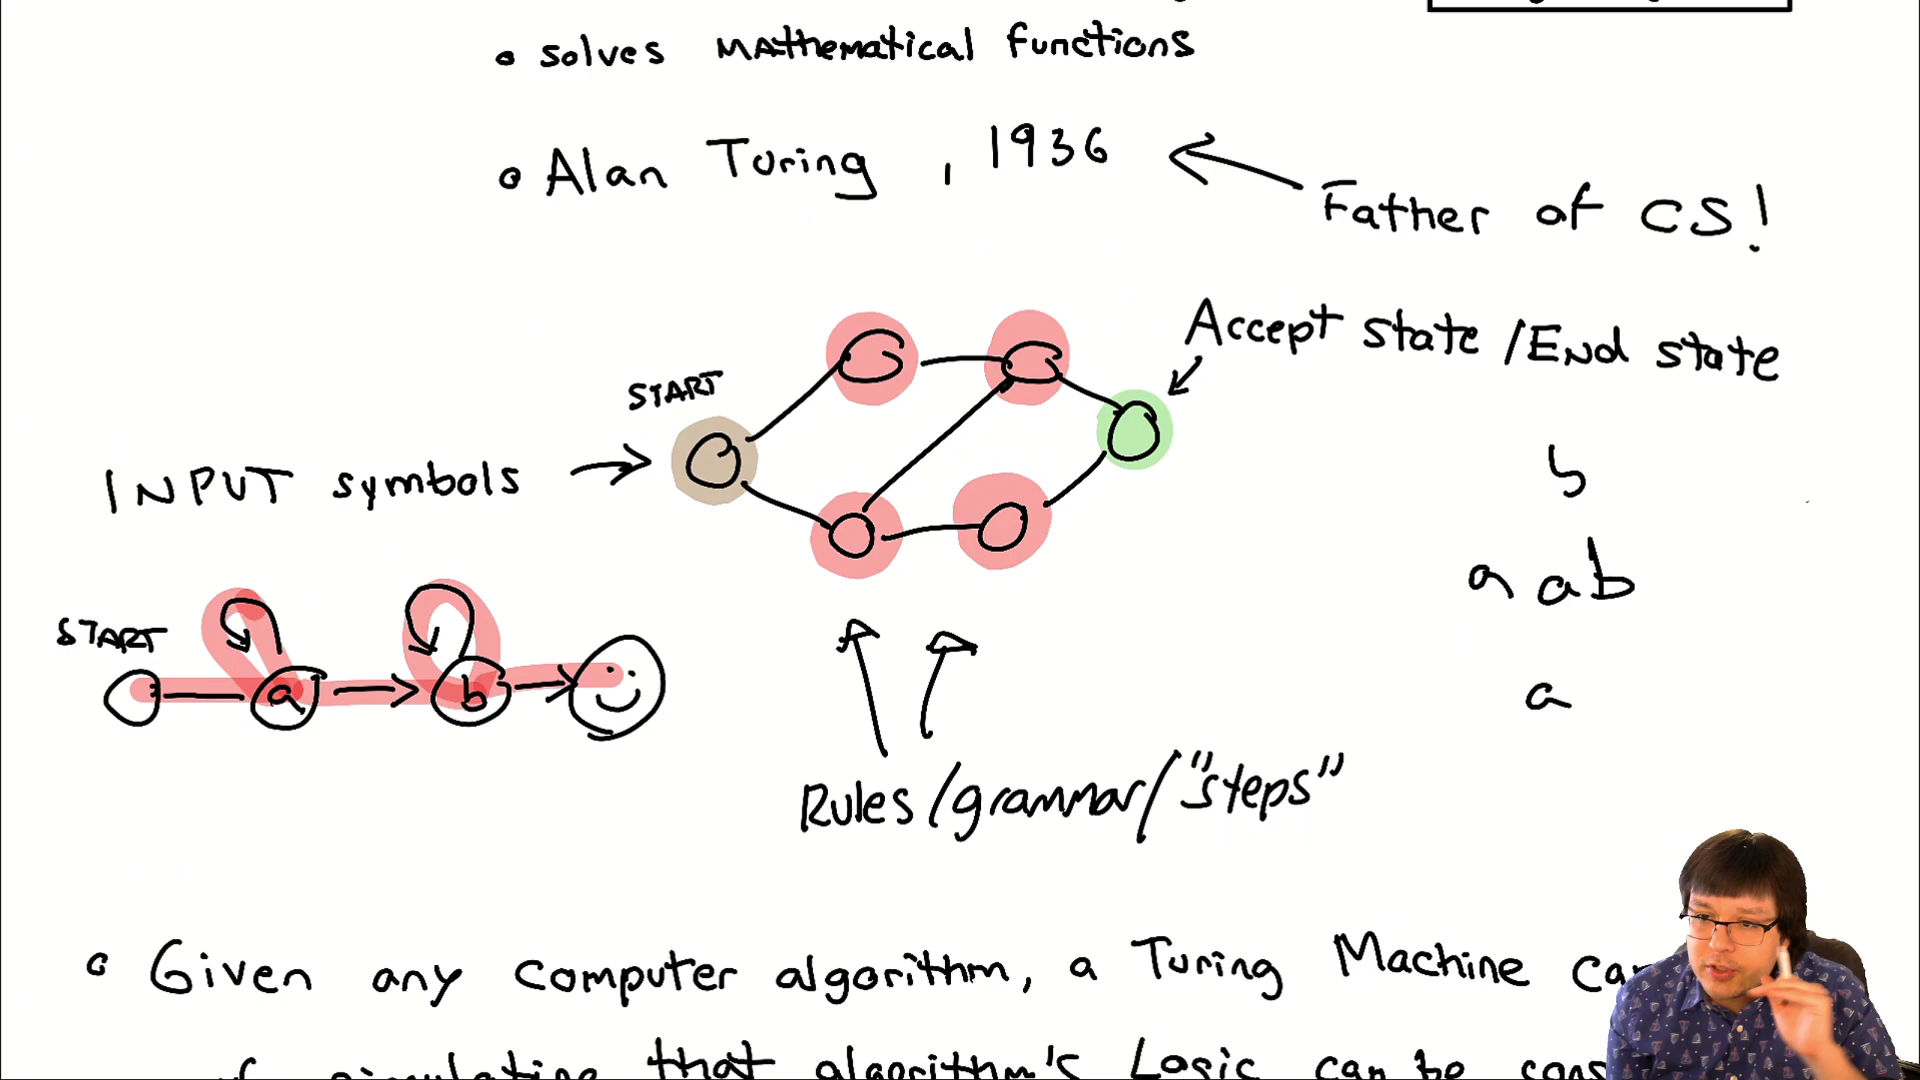 • solves mathematical functions
• Alan Turing, 1936
Father of CS!
Accept state/End state
START
INPUT symbols
b
a a b
START
a b
a
Rules/grammar/"steps"
• Given any computer algorithm, a Turing Machine
that algorithm's Logic can be